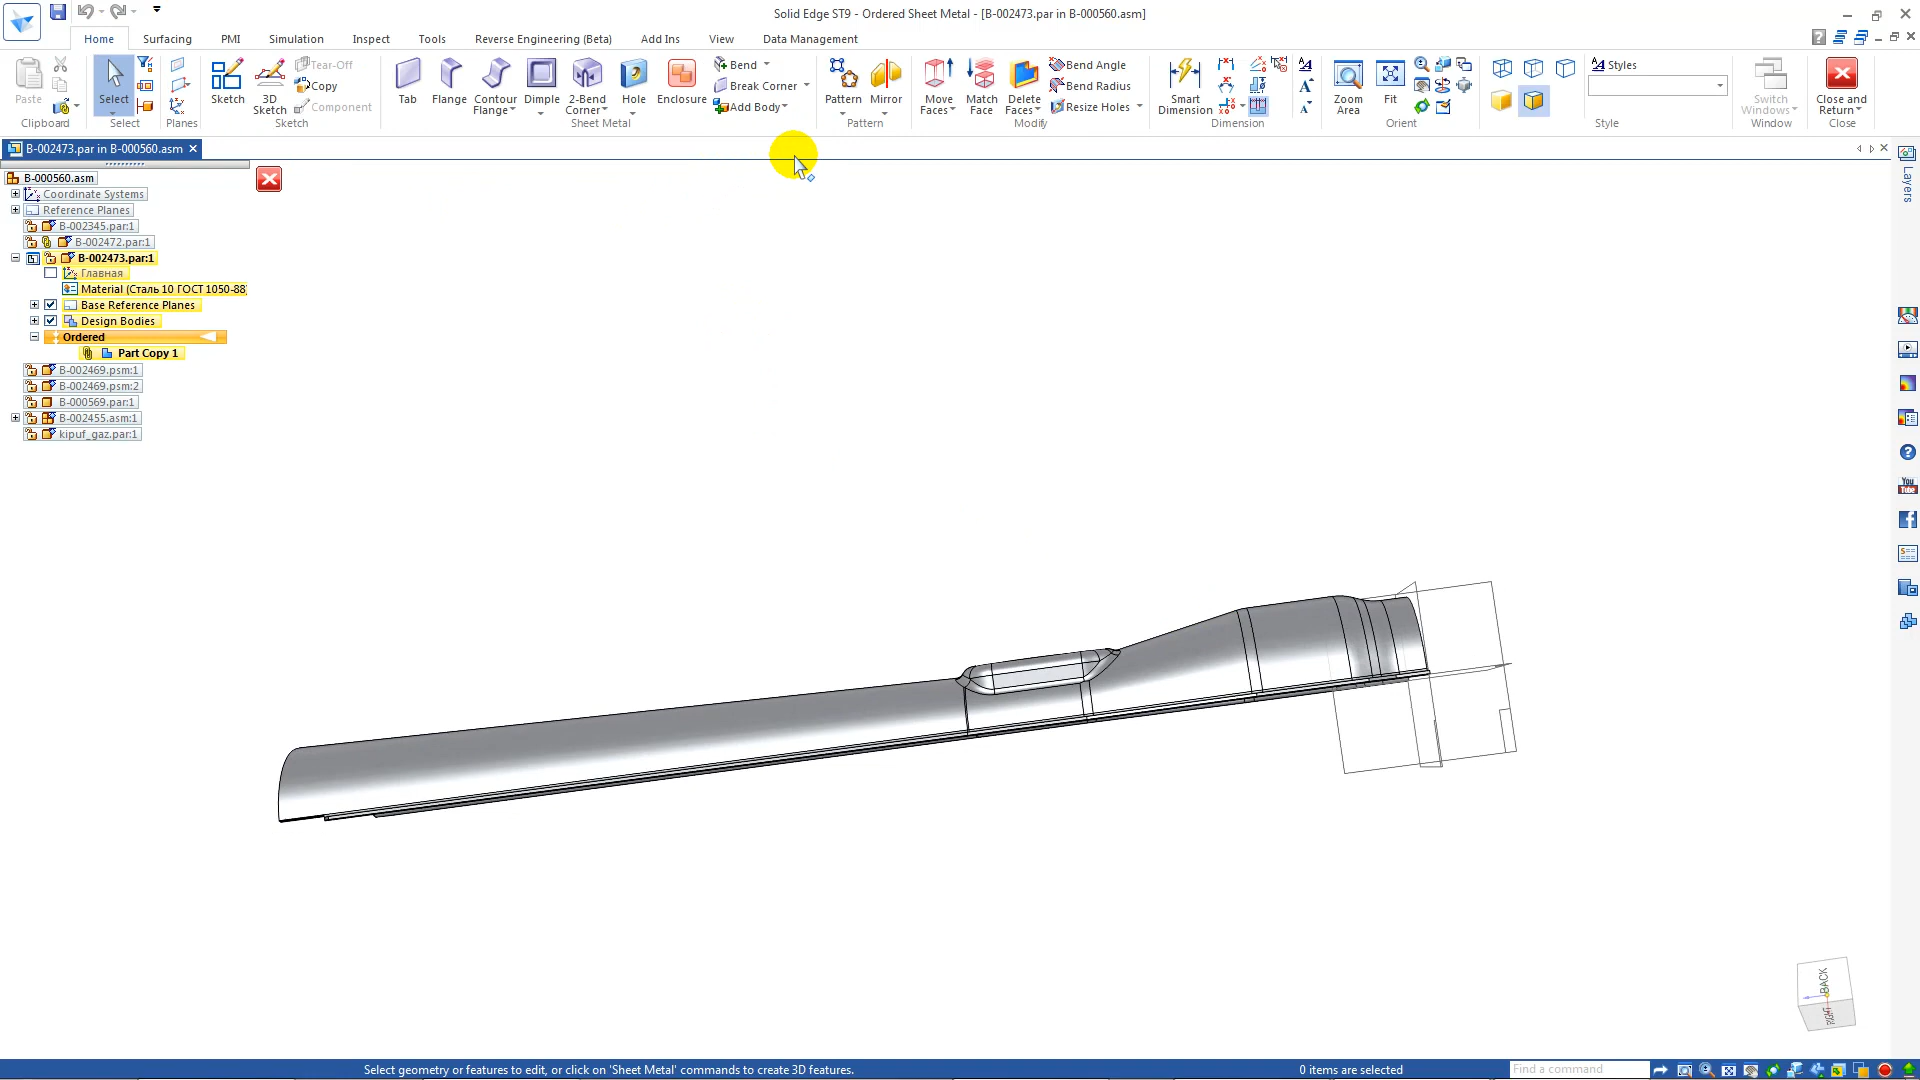 Solid Edge ST9 - Ordered Sheet Metal - [B-002473.par in B-000560.asm]
Home
Surfacing
PMI
Simulation
Inspect
Tools
Reverse Engineering (Beta)
Add Ins
View
Data Management
Paste
Clipboard
Select
Select
Planes
Sketch
3D Sketch
Tear-Off
Copy
Component
Sketch
Tab
Flange
Contour Flange
Dimple
2-Bend Corner
Hole
Enclosure
Bend
Break Corner
Add Body
Sheet Metal
Pattern
Mirror
Pattern
Move Faces
Match Face
Delete Faces
Bend Angle
Bend Radius
Resize Holes
Modify
Smart Dimension
Dimension
Zoom Area
Fit
Orient
Styles
Style
Switch Windows
Window
Close and Return
Close
B-002473.par in B-000560.asm
B-000560.asm
Coordinate Systems
Reference Planes
B-002345.par:1
B-002472.par:1
B-002473.par:1
Главная
Material (Сталь 10 ГОСТ 1050-88
Base Reference Planes
Design Bodies
Ordered
Part Copy 1
B-002469.psm:1
B-002469.psm:2
B-000569.par:1
B-002455.asm:1
kipuf_gaz.par:1
Layers
You Tube
BACK
RIGHT
Select geometry or features to edit, or click on 'Sheet Metal' commands to create 3D features.
0 items are selected
Find a command